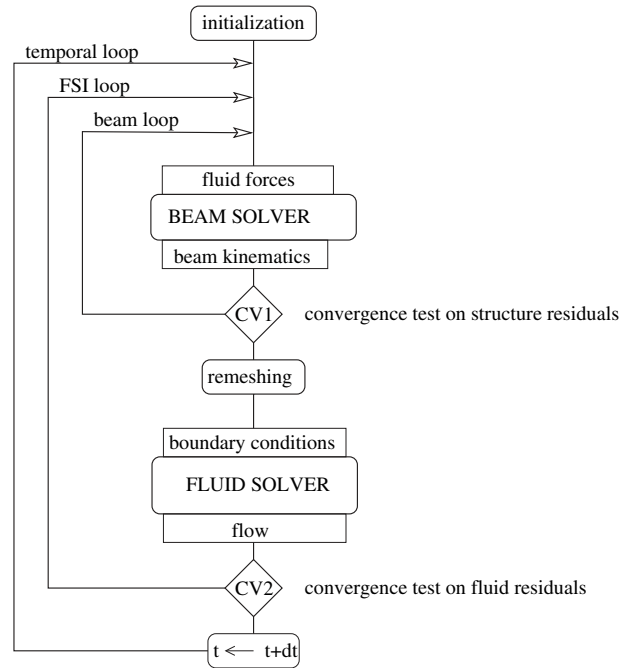 initialization
temporal loop
FSI loop
beam loop
fluid forces
BEAM SOLVER
beam kinematics
CV1
convergence test on structure residuals
remeshing
boundary conditions
FLUID SOLVER
flow
CV2
convergence test on fluid residuals
t ← t+dt